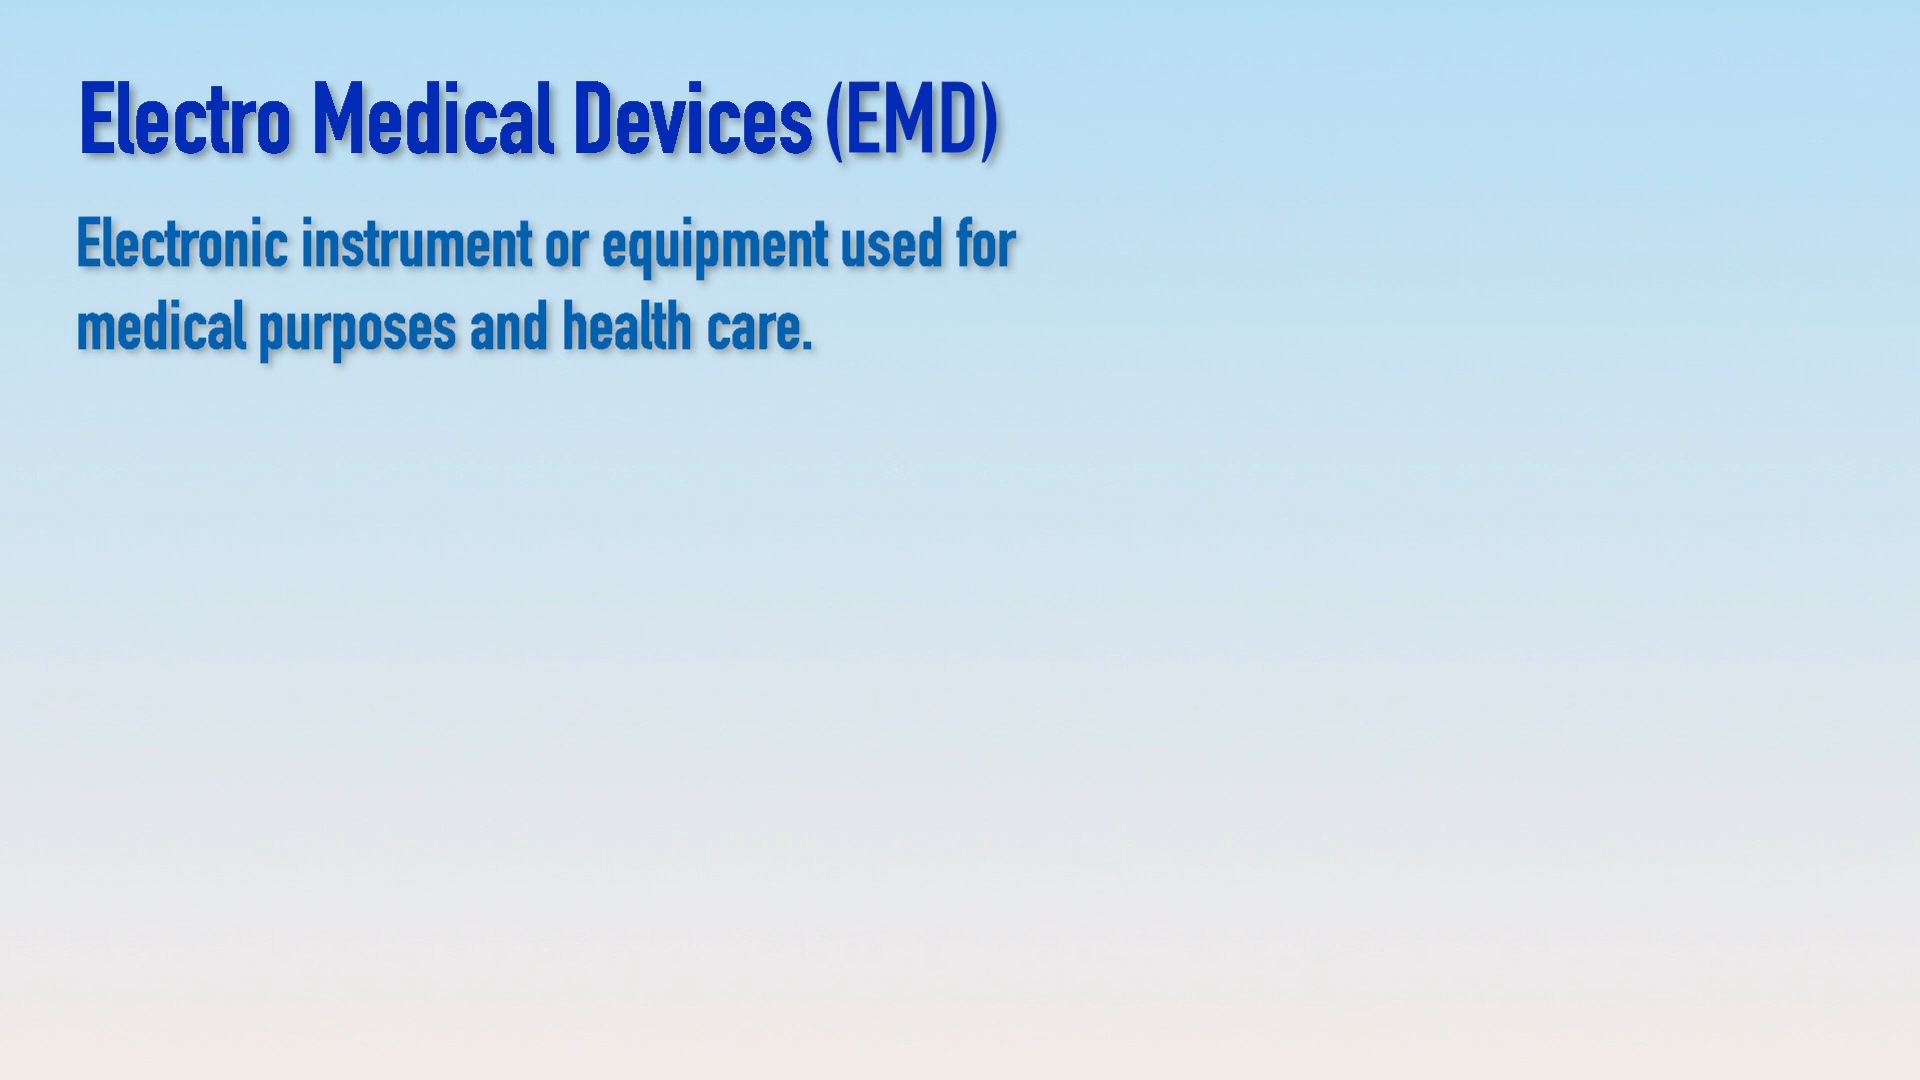 Electro Medical Devices (EMD)
Electronic instrument or equipment used for
medical purposes and health care.